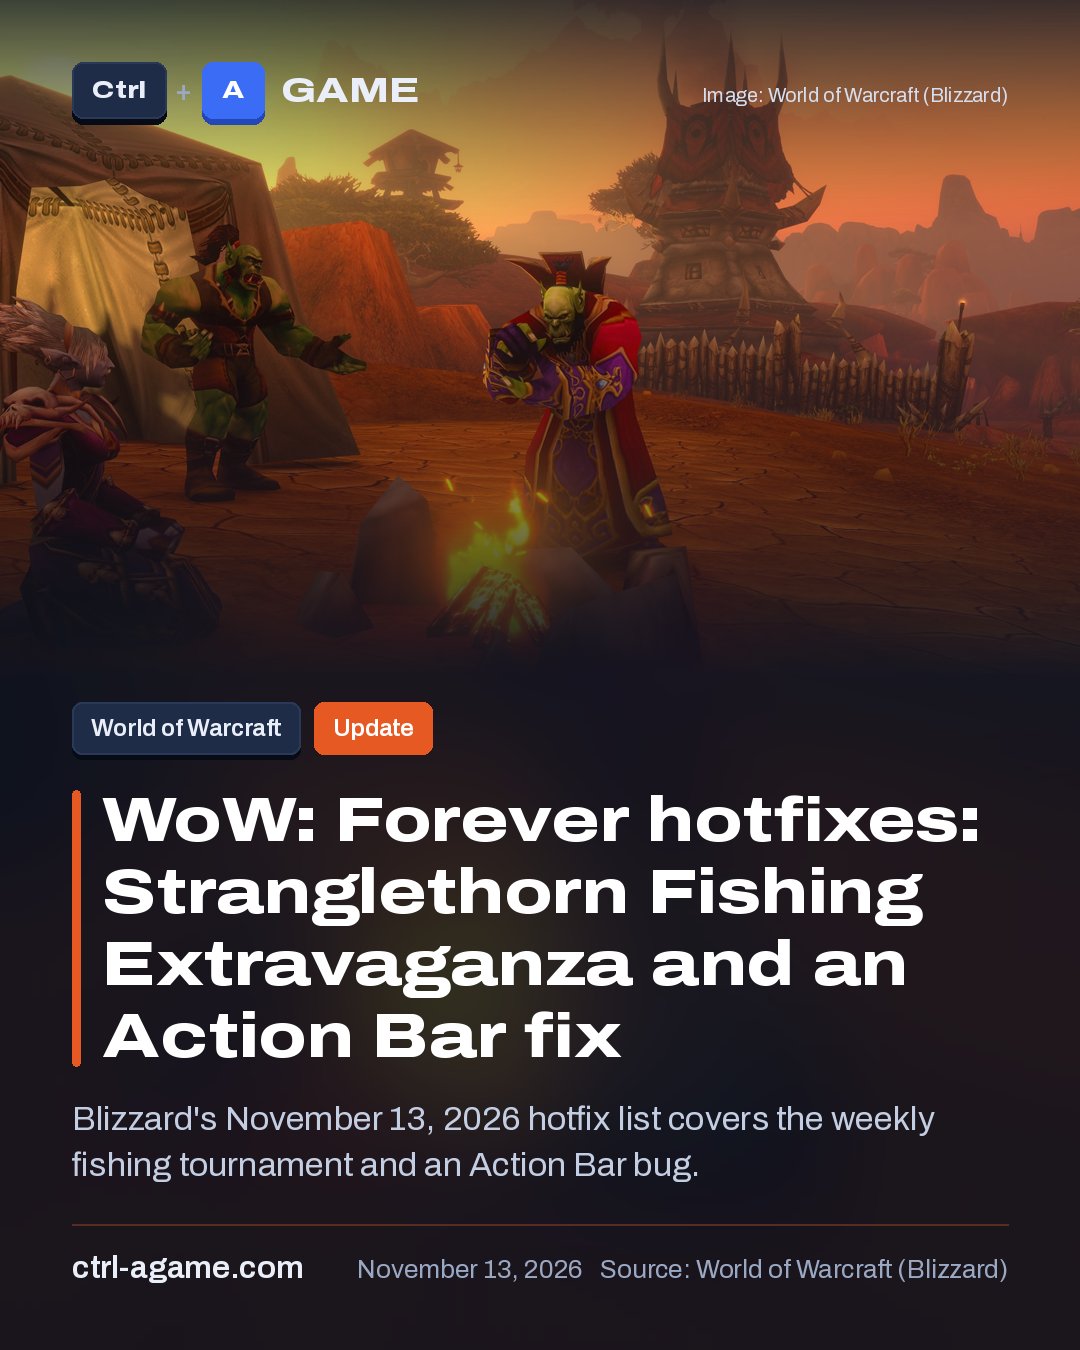 Ctrl + A GAME
Image: World of Warcraft (Blizzard)
World of Warcraft
Update
WoW: Forever hotfixes:
Stranglethorn Fishing
Extravaganza and an
Action Bar fix
Blizzard's November 13, 2026 hotfix list covers the weekly
fishing tournament and an Action Bar bug.
ctrl-agame.com
November 13, 2026
Source: World of Warcraft (Blizzard)